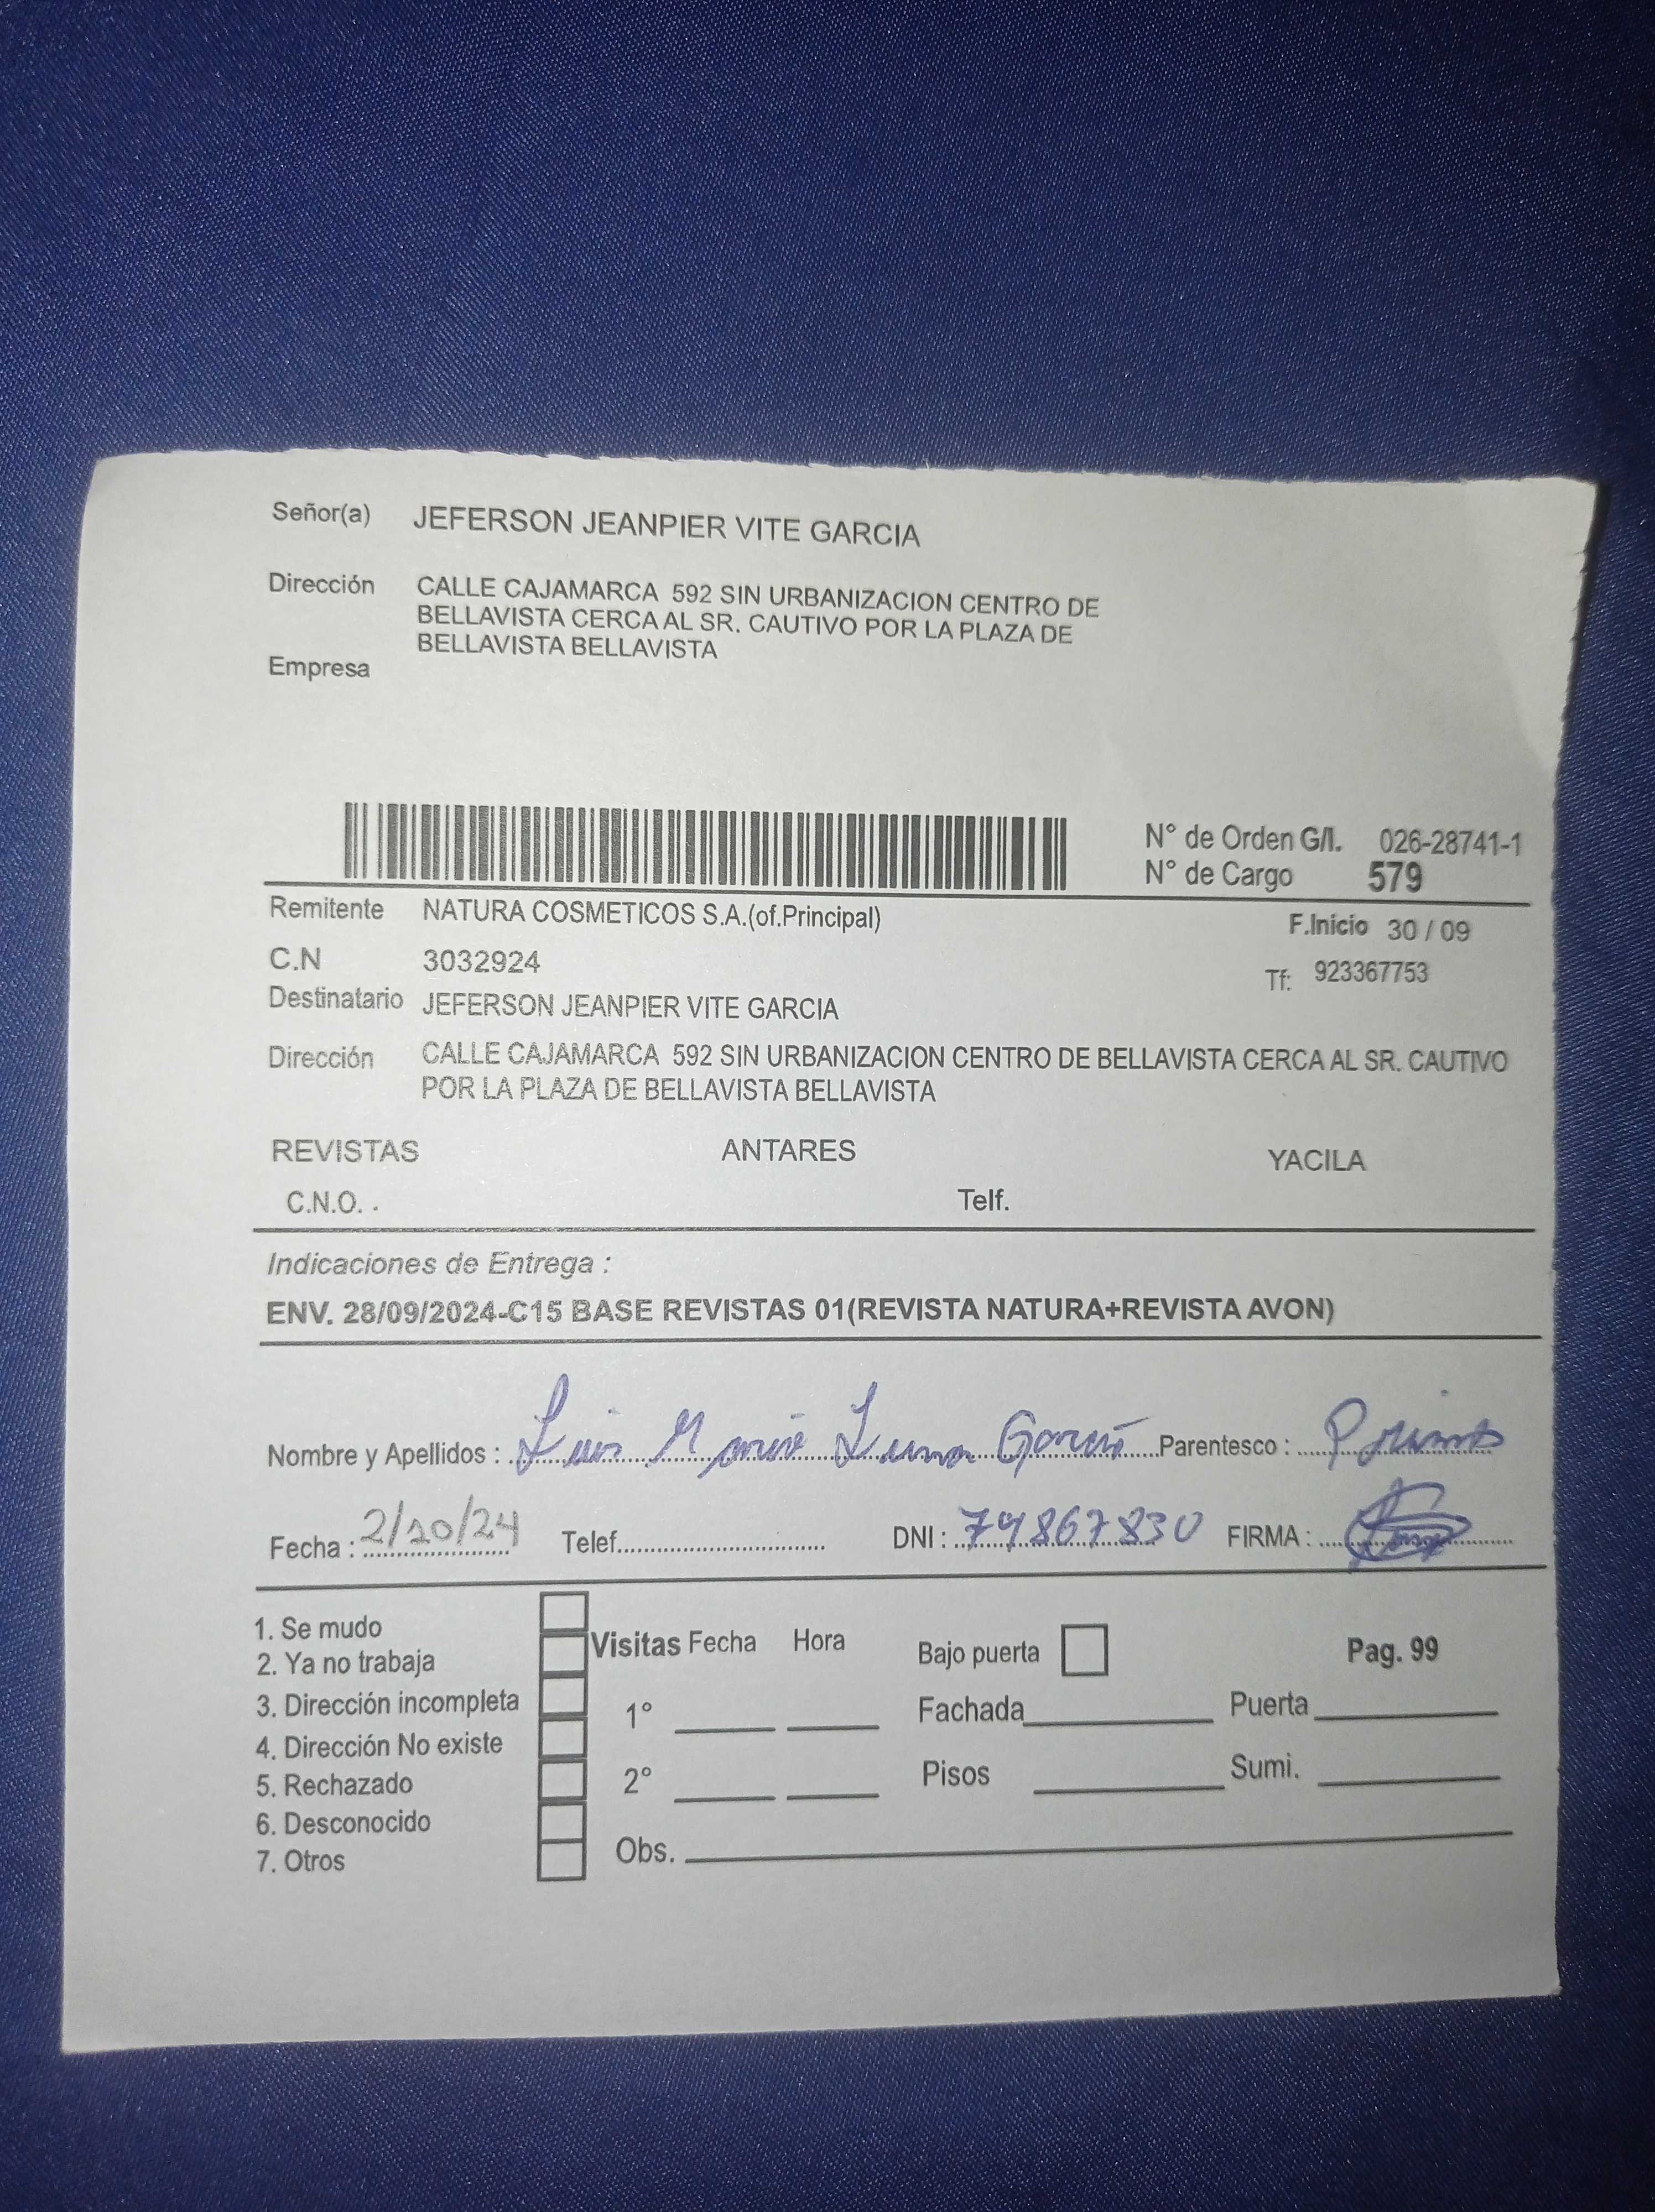 Señor(a) JEFERSON JEANPIER VITE GARCIA
Dirección CALLE CAJAMARCA 592 SIN URBANIZACION CENTRO DE
BELLAVISTA CERCA AL SR. CAUTIVO POR LA PLAZA DE
BELLAVISTA BELLAVISTA
Empresa
N° de Orden G/I. 026-28741-1
N° de Cargo 579
Remitente NATURA COSMETICOS S.A.(of.Principal) F.Inicio 30 / 09
C.N 3032924 Tf: 923367753
Destinatario JEFERSON JEANPIER VITE GARCIA
Dirección CALLE CAJAMARCA 592 SIN URBANIZACION CENTRO DE BELLAVISTA CERCA AL SR. CAUTIVO
POR LA PLAZA DE BELLAVISTA BELLAVISTA
REVISTAS ANTARES YACILA
C.N.O. . Telf.
Indicaciones de Entrega :
ENV. 28/09/2024-C15 BASE REVISTAS 01(REVISTA NATURA+REVISTA AVON)
Nombre y Apellidos : Luis Luna García Parentesco : Primo
Fecha : 2/10/24 Telef. DNI : 74867830 FIRMA :
1. Se mudo
2. Ya no trabaja
3. Dirección incompleta
4. Dirección No existe
5. Rechazado
6. Desconocido
7. Otros
Visitas Fecha Hora Bajo puerta Pag. 99
1° Fachada Puerta
2° Pisos Sumi.
Obs.